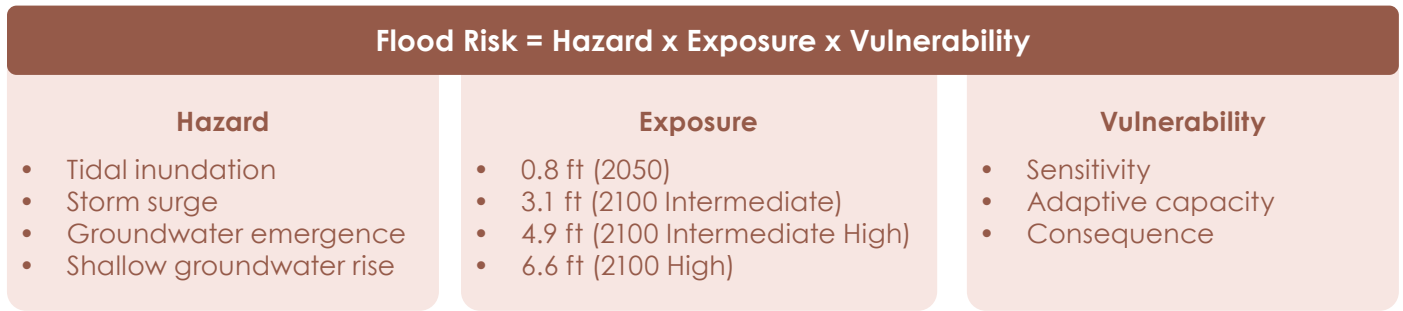 Flood Risk = Hazard x Exposure x Vulnerability
Hazard
• Tidal inundation
• Storm surge
• Groundwater emergence
• Shallow groundwater rise
Exposure
• 0.8 ft (2050)
• 3.1 ft (2100 Intermediate)
• 4.9 ft (2100 Intermediate High)
• 6.6 ft (2100 High)
Vulnerability
• Sensitivity
• Adaptive capacity
• Consequence